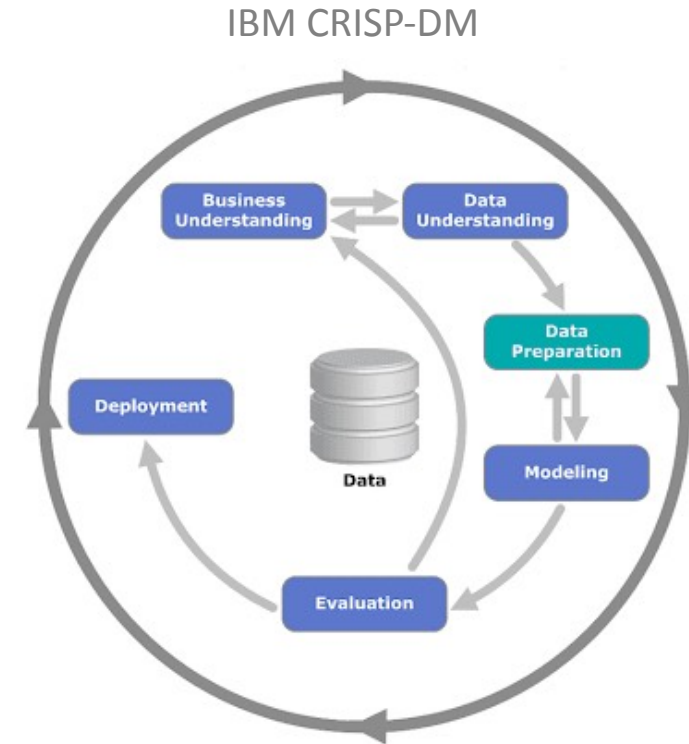 IBM CRISP-DM
Business
Understanding
Data
Understanding
Data
Preparation
Deployment
Modeling
Data
Evaluation